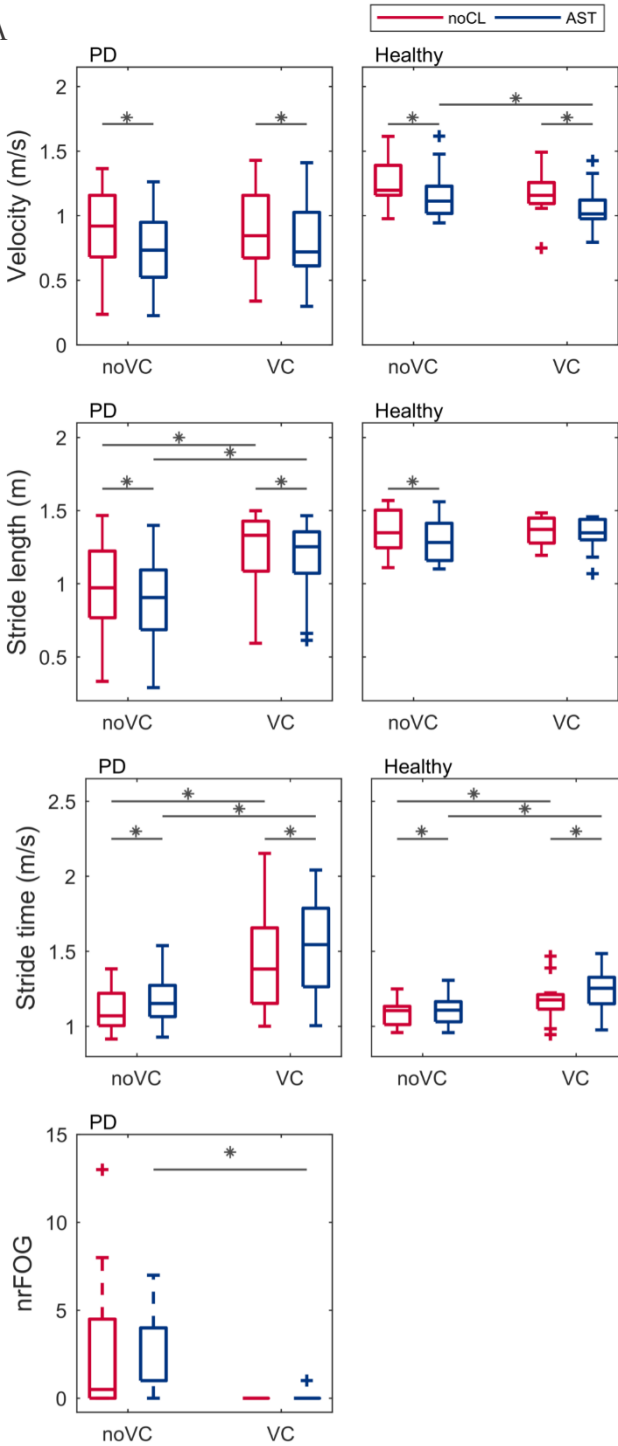 A
noCL AST
PD Healthy
Velocity (m/s)
2
1.5
1
0.5
0
* * * * *
noVC VC noVC VC
PD Healthy
Stride length (m)
2
1.5
1
0.5
* * * * *
noVC VC noVC VC
PD Healthy
Stride time (m/s)
2.5
2
1.5
1
* * * * * * * *
noVC VC noVC VC
PD
nrFOG
15
10
5
0
*
noVC VC